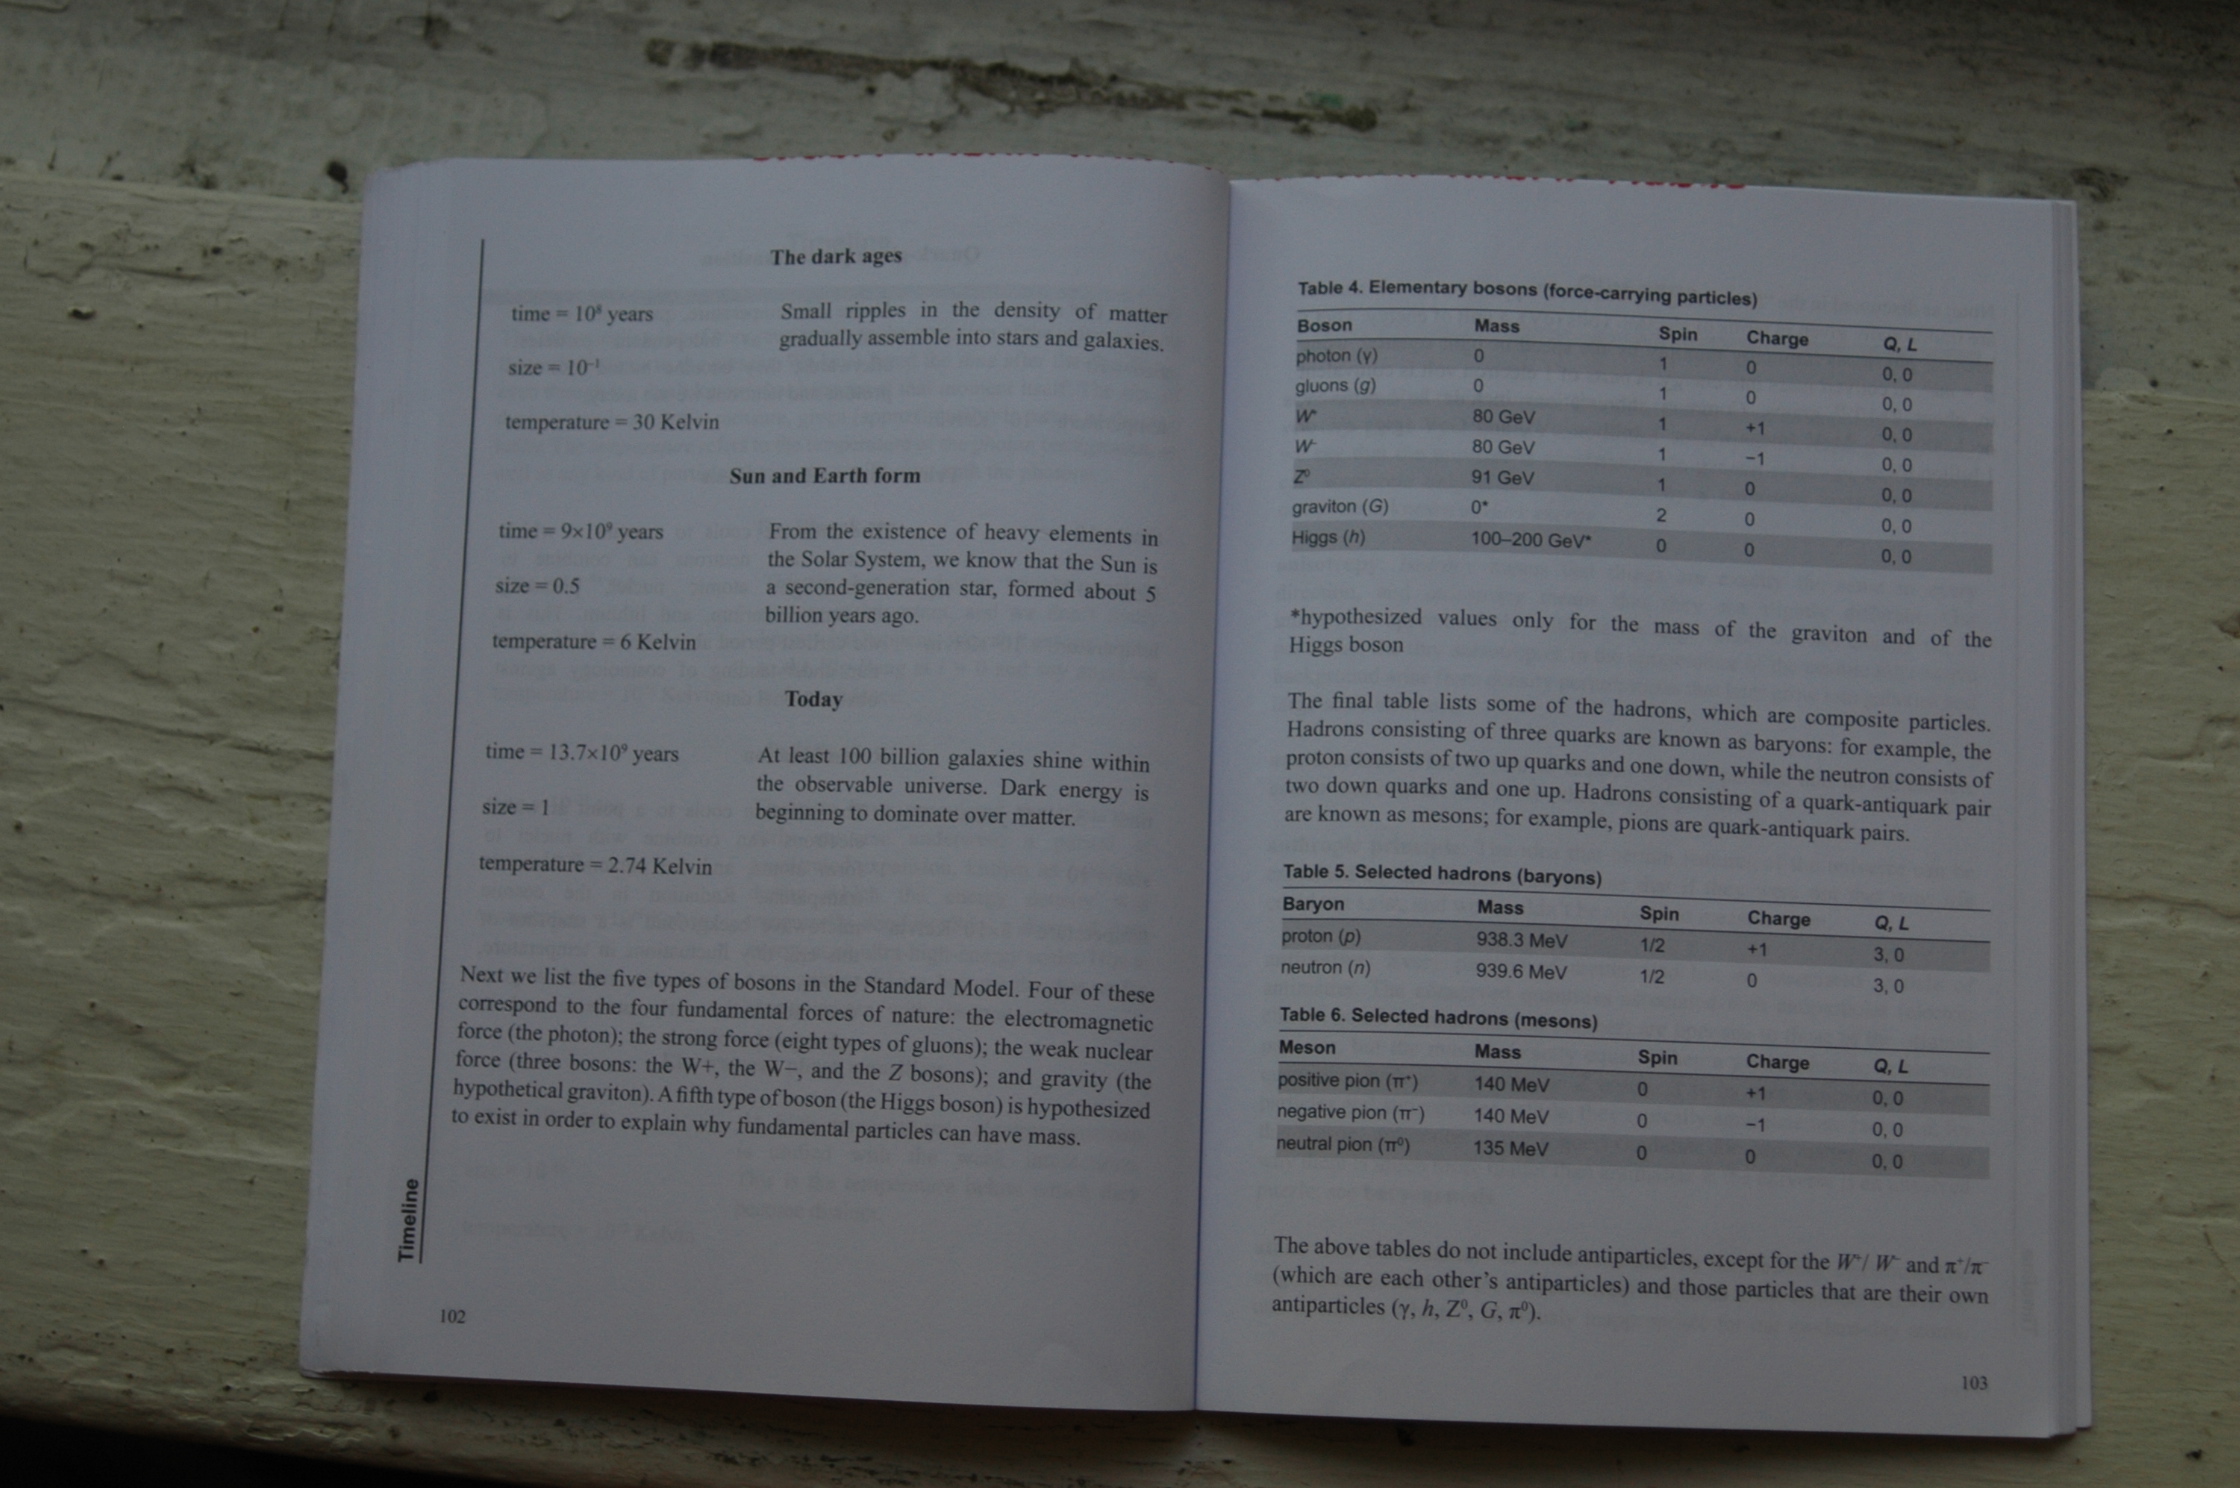 The dark ages
time = 10⁸ years
Small ripples in the density of matter
gradually assemble into stars and galaxies.
size = 10⁻¹
temperature = 30 Kelvin
Sun and Earth form
time = 9×10⁹ years
From the existence of heavy elements in
the Solar System, we know that the Sun is
a second-generation star, formed about 5
billion years ago.
size = 0.5
temperature = 6 Kelvin
Today
time = 13.7×10⁹ years
At least 100 billion galaxies shine within
the observable universe. Dark energy is
beginning to dominate over matter.
size = 1
temperature = 2.74 Kelvin
Next we list the five types of bosons in the Standard Model. Four of these
correspond to the four fundamental forces of nature: the electromagnetic
force (the photon); the strong force (eight types of gluons); the weak nuclear
force (three bosons: the W+, the W−, and the Z bosons); and gravity (the
hypothetical graviton). A fifth type of boson (the Higgs boson) is hypothesized
to exist in order to explain why fundamental particles can have mass.
Timeline
102
Table 4. Elementary bosons (force-carrying particles)
Boson Mass Spin Charge Q, L
photon (γ) 0 1 0 0, 0
gluons (g) 0 1 0 0, 0
W⁺ 80 GeV 1 +1 0, 0
W⁻ 80 GeV 1 −1 0, 0
Z⁰ 91 GeV 1 0 0, 0
graviton (G) 0* 2 0 0, 0
Higgs (h) 100–200 GeV* 0 0 0, 0
*hypothesized values only for the mass of the graviton and of the
Higgs boson
The final table lists some of the hadrons, which are composite particles.
Hadrons consisting of three quarks are known as baryons: for example, the
proton consists of two up quarks and one down, while the neutron consists of
two down quarks and one up. Hadrons consisting of a quark-antiquark pair
are known as mesons; for example, pions are quark-antiquark pairs.
Table 5. Selected hadrons (baryons)
Baryon Mass Spin Charge Q, L
proton (p) 938.3 MeV 1/2 +1 3, 0
neutron (n) 939.6 MeV 1/2 0 3, 0
Table 6. Selected hadrons (mesons)
Meson Mass Spin Charge Q, L
positive pion (π⁺) 140 MeV 0 +1 0, 0
negative pion (π⁻) 140 MeV 0 −1 0, 0
neutral pion (π⁰) 135 MeV 0 0 0, 0
The above tables do not include antiparticles, except for the W⁺/ W⁻ and π⁺/π⁻
(which are each other's antiparticles) and those particles that are their own
antiparticles (γ, h, Z⁰, G, π⁰).
103